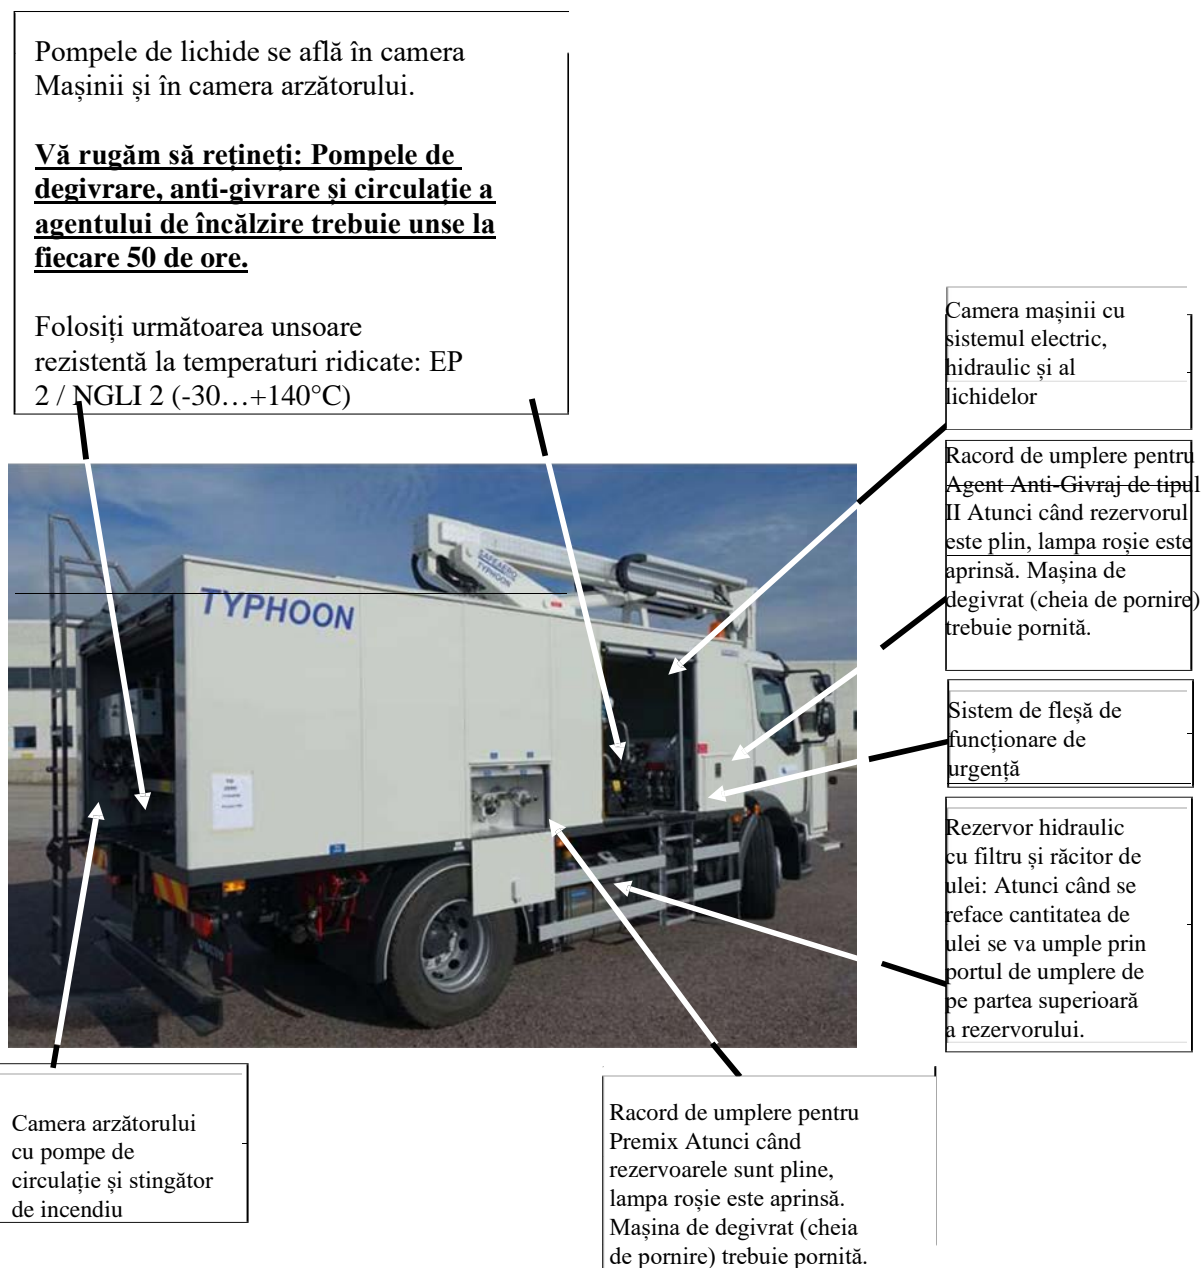 Pompele de lichide se află în camera
Mașinii și în camera arzătorului.
Vă rugăm să rețineți: Pompele de
degivrare, anti-givrare și circulație a
agentului de încălzire trebuie unse la
fiecare 50 de ore.
Folosiți următoarea unsoare
rezistentă la temperaturi ridicate: EP
2 / NGLI 2 (-30…+140°C)
Camera mașinii cu
sistemul electric,
hidraulic și al
lichidelor
Racord de umplere pentru
Agent Anti-Givraj de tipul
II Atunci când rezervorul
este plin, lampa roșie este
aprinsă. Mașina de
degivrat (cheia de pornire)
trebuie pornită.
Sistem de fleșă de
funcționare de
urgență
Rezervor hidraulic
cu filtru și răcitor de
ulei: Atunci când se
reface cantitatea de
ulei se va umple prin
portul de umplere de
pe partea superioară
a rezervorului.
SAFEAERO
TYPHOON
TYPHOON
Camera arzătorului
cu pompe de
circulație și stingător
de incendiu
Racord de umplere pentru
Premix Atunci când
rezervoarele sunt pline,
lampa roșie este aprinsă.
Mașina de degivrat (cheia
de pornire) trebuie pornită.